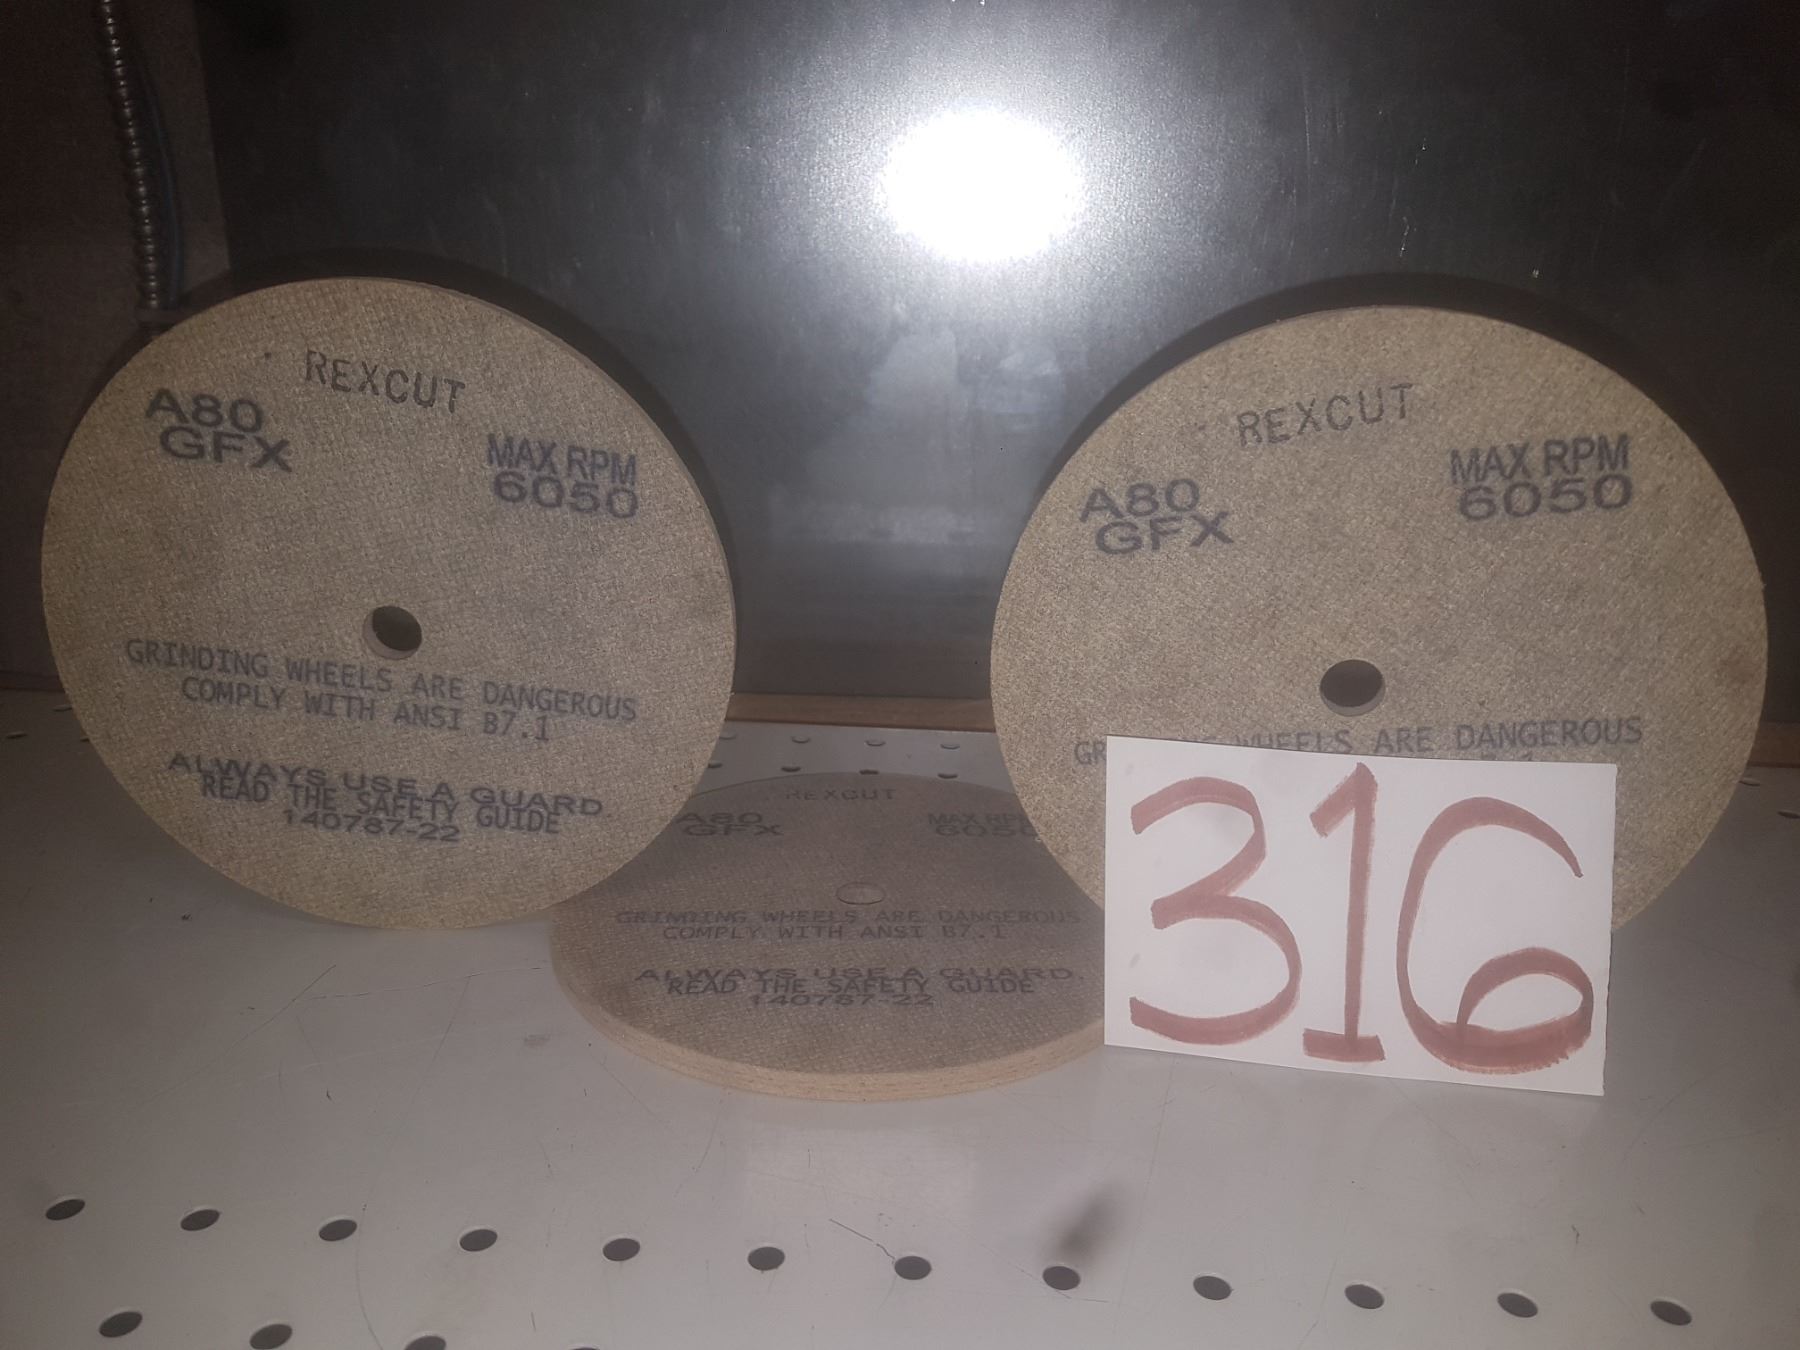 REXCUT
A80
GFX
MAX RPM
6050
GRINDING WHEELS ARE DANGEROUS
COMPLY WITH ANSI B7.1
ALWAYS USE A GUARD.
READ THE SAFETY GUIDE
140787-22
REXCUT
A80
GFX
MAX RPM
6050
GRINDING WHEELS ARE DANGEROUS
COMPLY WITH ANSI B7.1
ALWAYS USE A GUARD.
READ THE SAFETY GUIDE
140787-22
REXCUT
A80
GFX
MAX RPM
6050
WHEELS ARE DANGEROUS
316